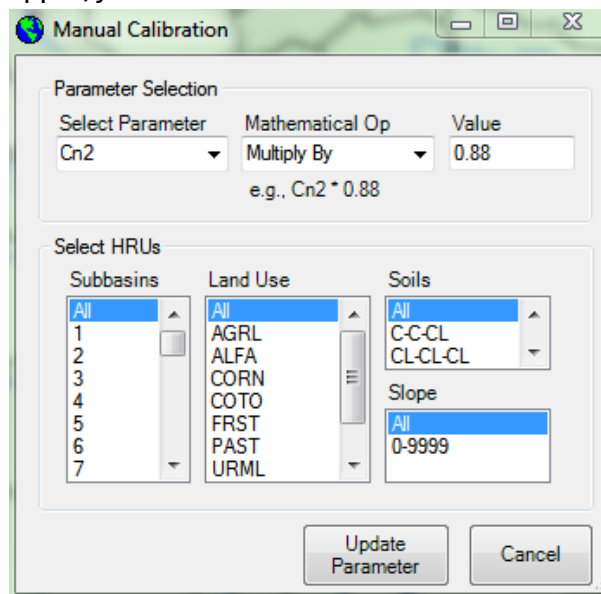 Manual Calibration
Parameter Selection
Select Parameter Mathematical Op Value
Cn2 Multiply By 0.88
e.g., Cn2 * 0.88
Select HRUs
Subbasins Land Use Soils
All All All
1 AGRL C-C-CL
2 ALFA CL-CL-CL
3 CORN
4 COTO Slope
5 FRST All
6 PAST 0-9999
7 URML
Update
Parameter
Cancel